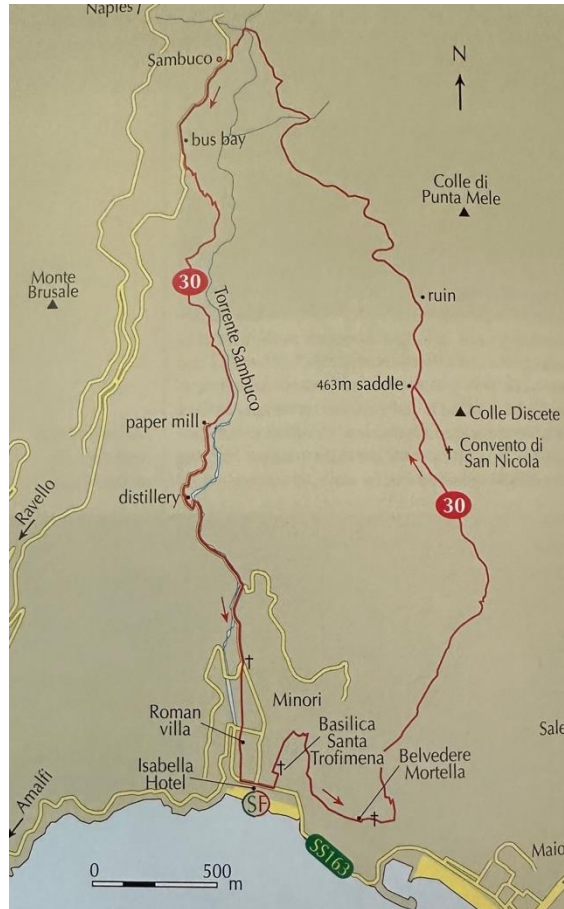 Naples
Sambuco
N
bus bay
Colle di
Punta Mele
Monte
Brusale
30
Torrente Sambuco
ruin
463m saddle
paper mill
Colle Discete
Convento di
San Nicola
distillery
30
Ravello
Minori
Roman
villa
Basilica
Santa
Trofimena
Belvedere
Mortella
Isabella
Hotel
Amalfi
SF
SS163
0 500
m
Sale
Maio